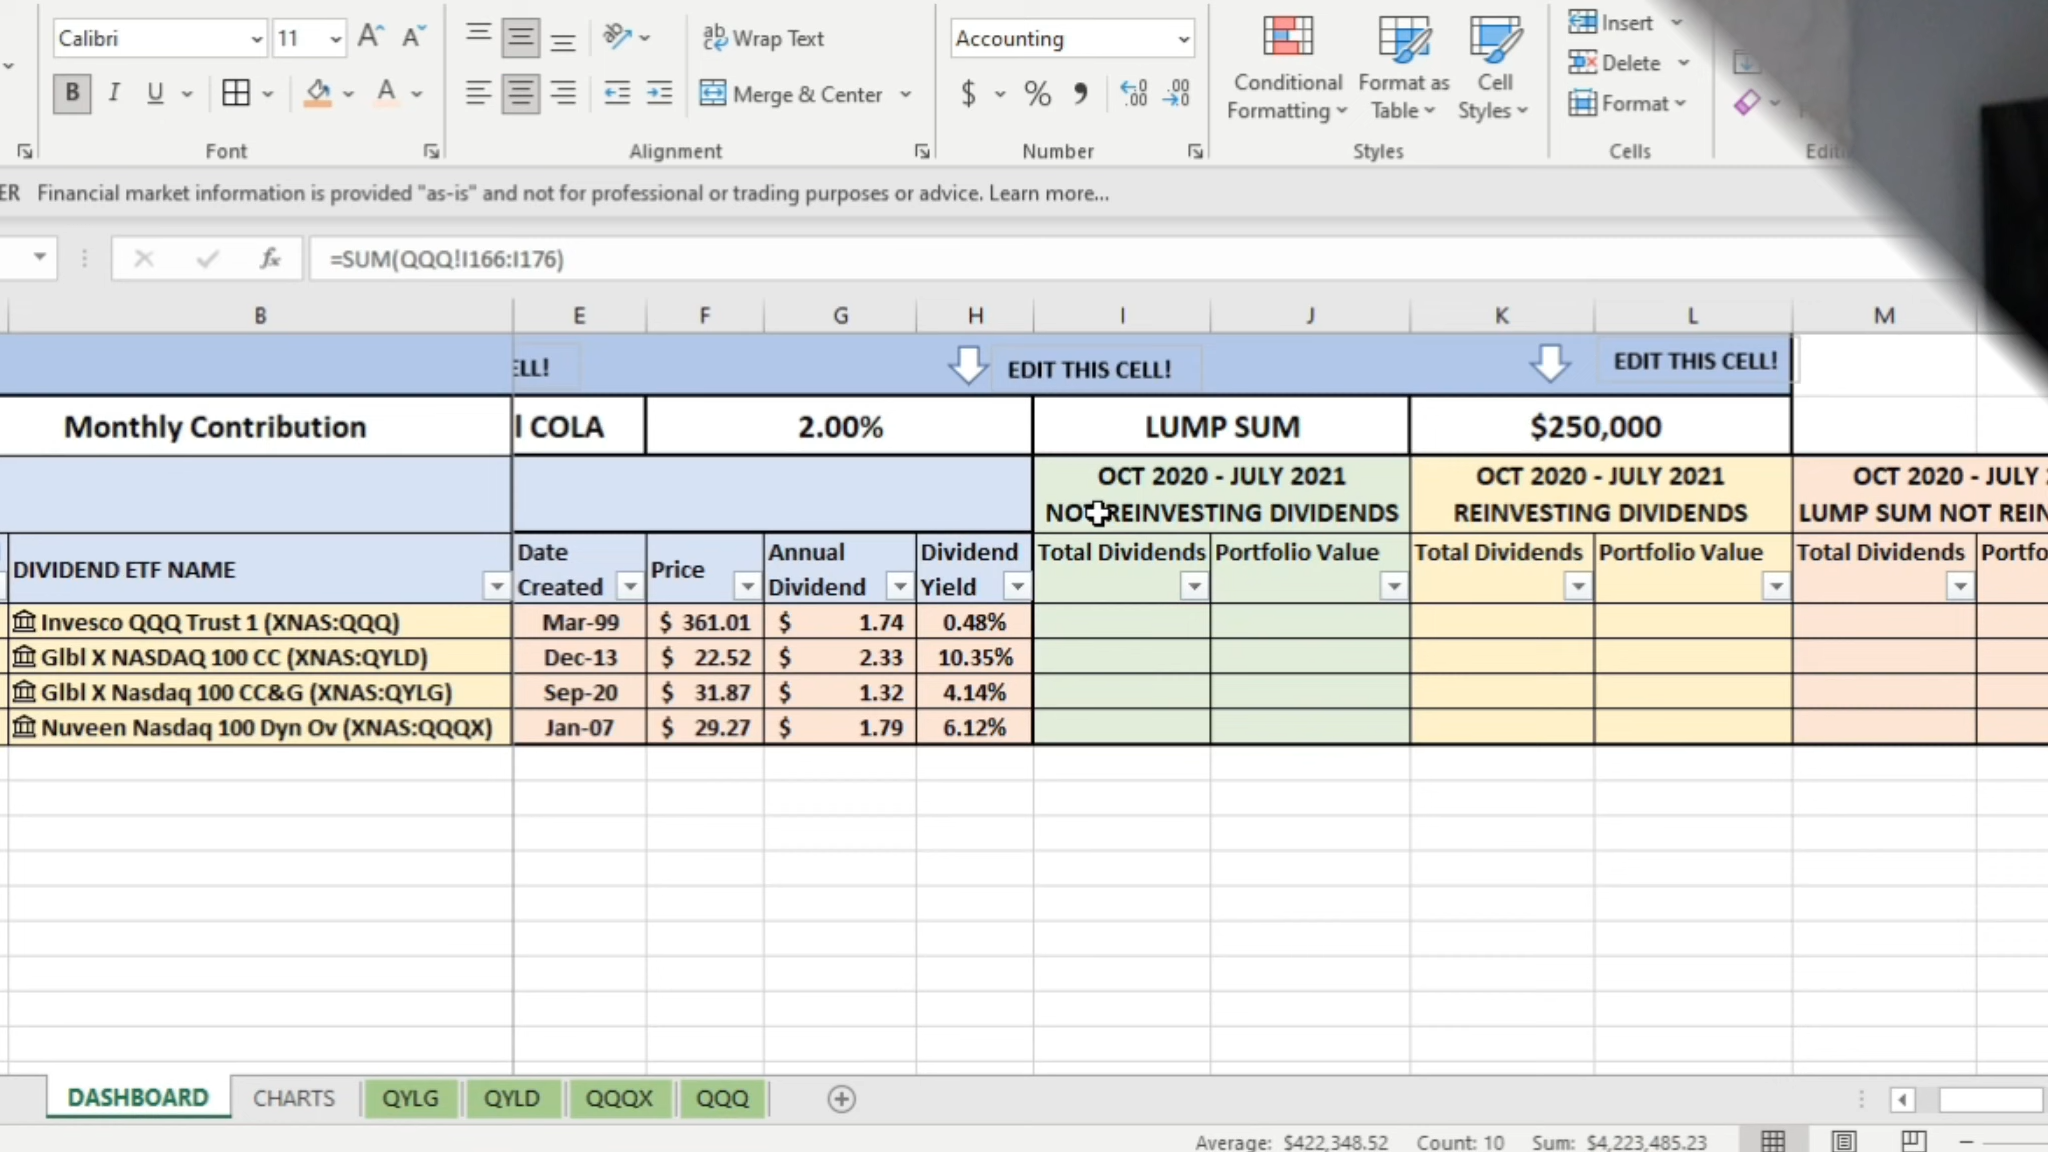 Calibri 11 Wrap Text Accounting Insert
Conditional Formatting Format as Table Cell Styles Delete
B I U Merge & Center $ % 9 .00 .00 Format
Font Alignment Number Styles Cells
ER Financial market information is provided "as-is" and not for professional or trading purposes or advice. Learn more...
fx =SUM(QQQ!I166:I176)
B E F G H I J K L M
ELL! EDIT THIS CELL! EDIT THIS CELL!
Monthly Contribution l COLA 2.00% LUMP SUM $250,000
OCT 2020 - JULY 2021 OCT 2020 - JULY 2021 OCT 2020 - JULY
NOT REINVESTING DIVIDENDS REINVESTING DIVIDENDS LUMP SUM NOT REIN
DIVIDEND ETF NAME Date Created Price Annual Dividend Dividend Yield Total Dividends Portfolio Value Total Dividends Portfolio Value Total Dividends Portfo
Invesco QQQ Trust 1 (XNAS:QQQ) Mar-99 $ 361.01 $ 1.74 0.48%
Glbl X NASDAQ 100 CC (XNAS:QYLD) Dec-13 $ 22.52 $ 2.33 10.35%
Glbl X Nasdaq 100 CC&G (XNAS:QYLG) Sep-20 $ 31.87 $ 1.32 4.14%
Nuveen Nasdaq 100 Dyn Ov (XNAS:QQQX) Jan-07 $ 29.27 $ 1.79 6.12%
DASHBOARD CHARTS QYLG QYLD QQQX QQQ
Average: $422,348.52 Count: 10 Sum: $4,223,485.23